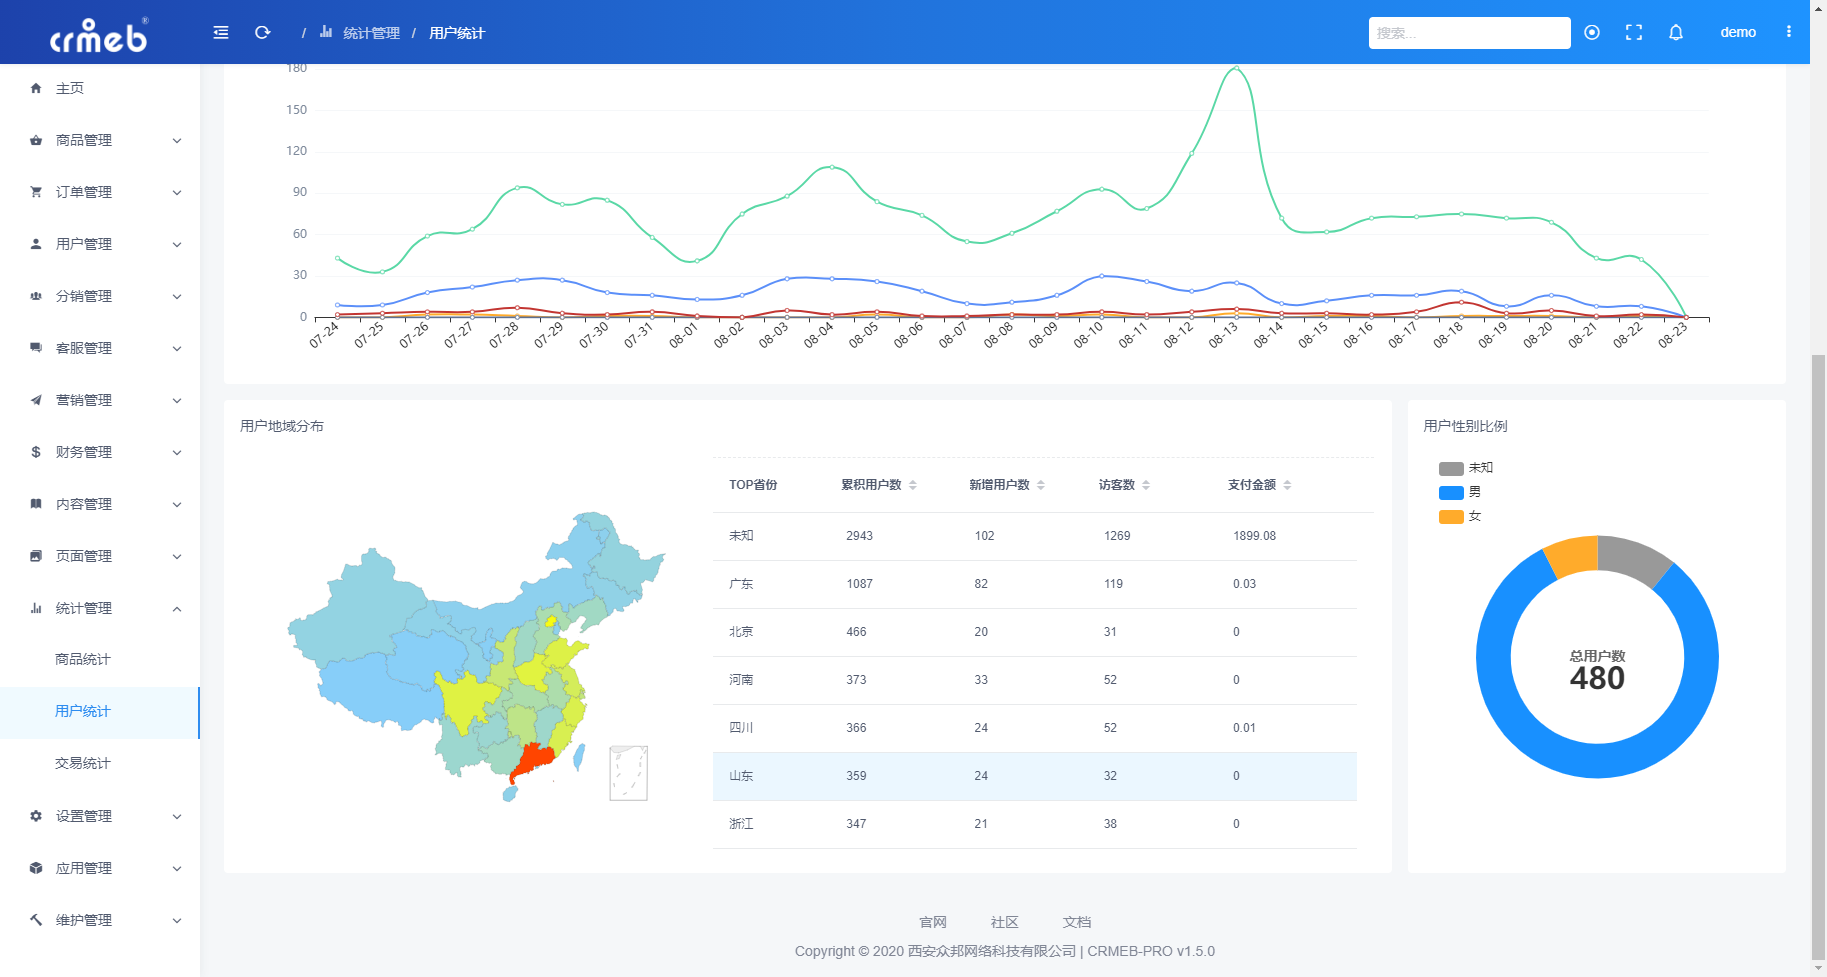 crmeb®
/ 统计管理 / 用户统计
搜索...
demo
主页
商品管理
订单管理
用户管理
分销管理
客服管理
营销管理
财务管理
内容管理
页面管理
统计管理
商品统计
用户统计
交易统计
设置管理
应用管理
维护管理
180
150
120
90
60
30
0
07-24 07-25 07-26 07-27 07-28 07-29 07-30 07-31 08-01 08-02 08-03 08-04 08-05 08-06 08-07 08-08 08-09 08-10 08-11 08-12 08-13 08-14 08-15 08-16 08-17 08-18 08-19 08-20 08-21 08-22 08-23
用户地域分布
TOP省份 累积用户数 新增用户数 访客数 支付金额
未知 2943 102 1269 1899.08
广东 1087 82 119 0.03
北京 466 20 31 0
河南 373 33 52 0
四川 366 24 52 0.01
山东 359 24 32 0
浙江 347 21 38 0
用户性别比例
未知
男
女
总用户数
480
官网 社区 文档
Copyright © 2020 西安众邦网络科技有限公司 | CRMEB-PRO v1.5.0